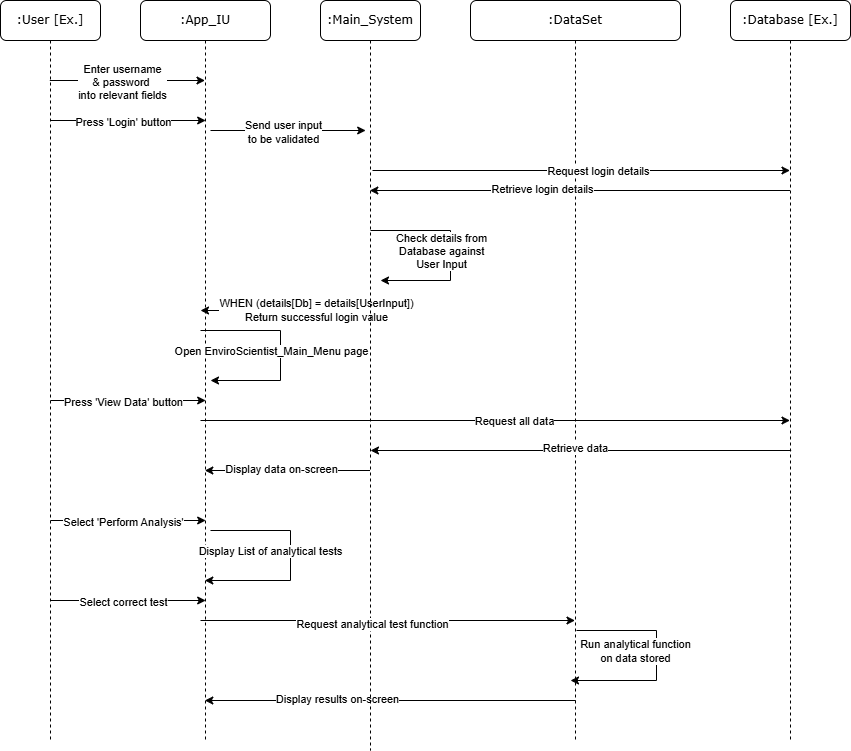 :User [Ex.]
:App_IU
:Main_System
:DataSet
:Database [Ex.]
Enter username
& password
into relevant fields
Press 'Login' button
Send user input
to be validated
Request login details
Retrieve login details
Check details from
Database against
User Input
WHEN (details[Db] = details[UserInput])
Return successful login value
Open EnviroScientist_Main_Menu page
Press 'View Data' button
Request all data
Retrieve data
Display data on-screen
Select 'Perform Analysis'
Display List of analytical tests
Select correct test
Request analytical test function
Run analytical function
on data stored
Display results on-screen